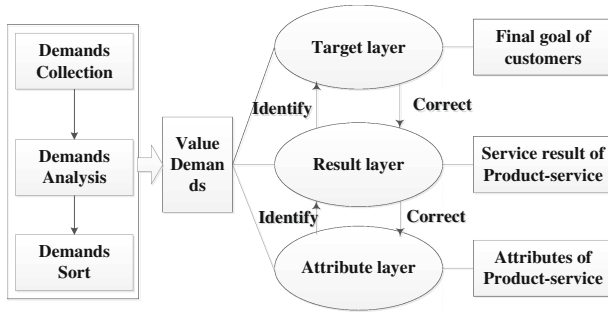 Demands
Collection
Demands
Analysis
Demands
Sort
Value
Deman
ds
Target layer
Identify
Correct
Result layer
Identify
Correct
Attribute layer
Final goal of
customers
Service result of
Product-service
Attributes of
Product-service